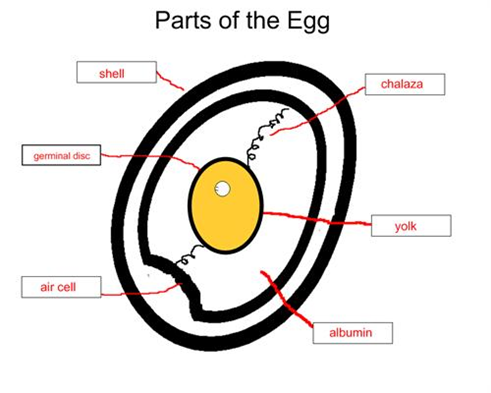 Parts of the Egg
shell
chalaza
germinal disc
yolk
air cell
albumin